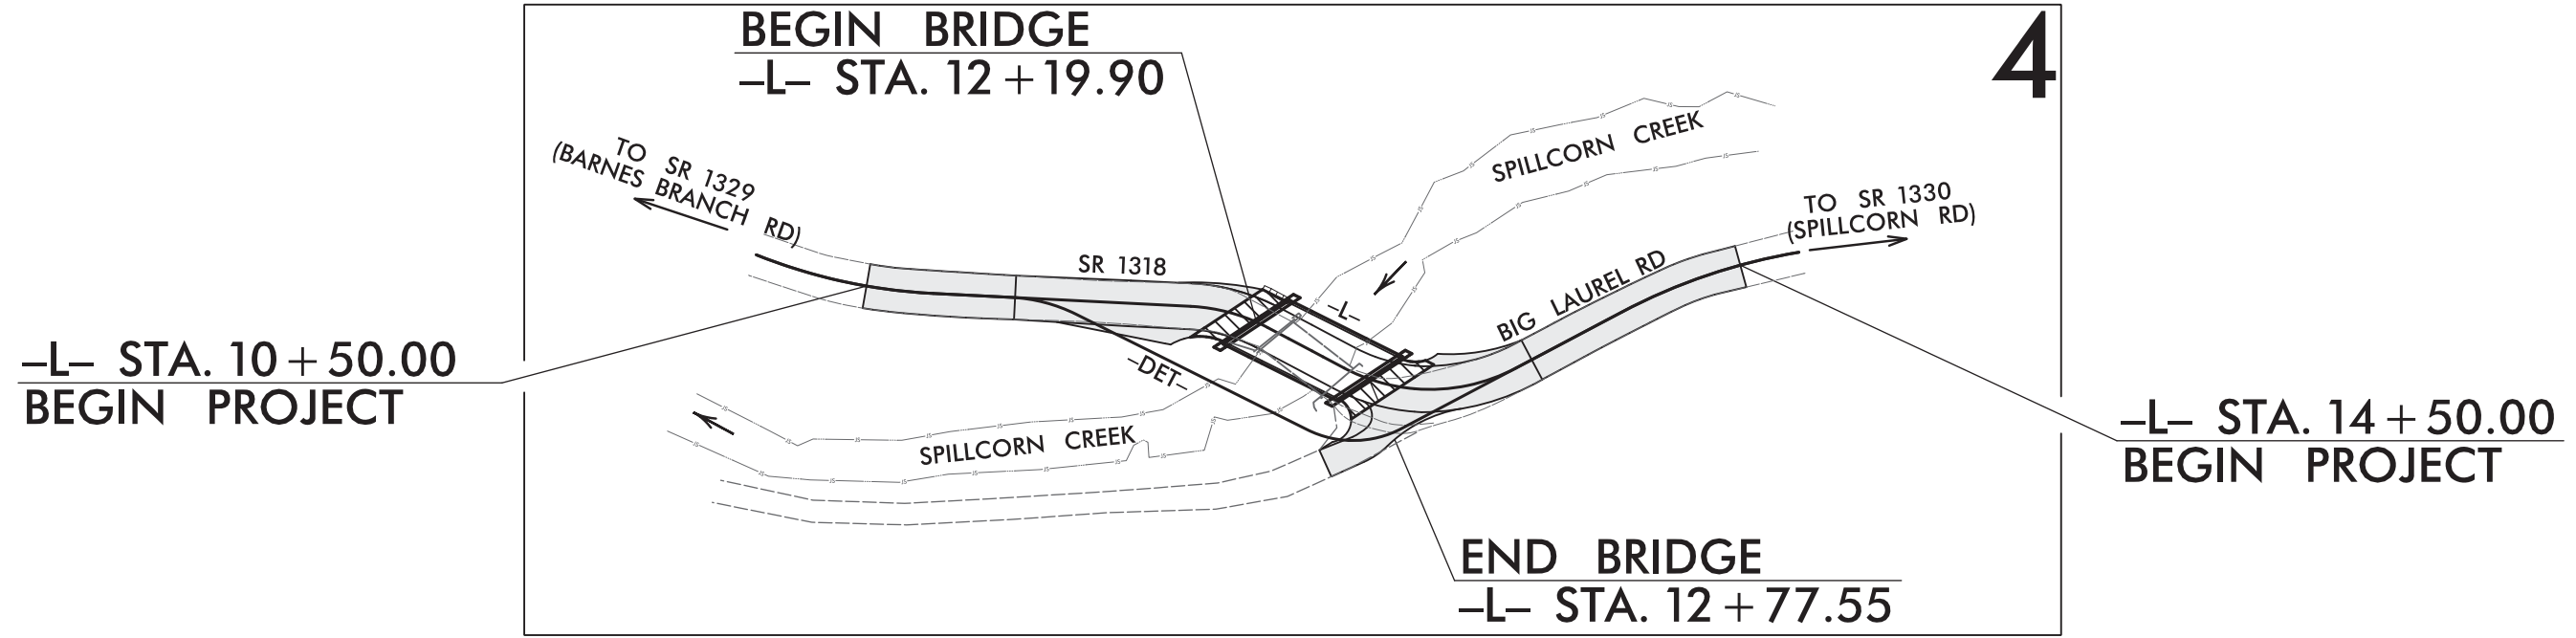 BEGIN BRIDGE
–L– STA. 12+19.90
4
TO SR 1329
(BARNES BRANCH RD)
SPILLCORN CREEK
TO SR 1330
(SPILLCORN RD)
SR 1318
–L–
BIG LAUREL RD
–L– STA. 10+50.00
BEGIN PROJECT
–DET–
–L– STA. 14+50.00
BEGIN PROJECT
SPILLCORN CREEK
END BRIDGE
–L– STA. 12+77.55